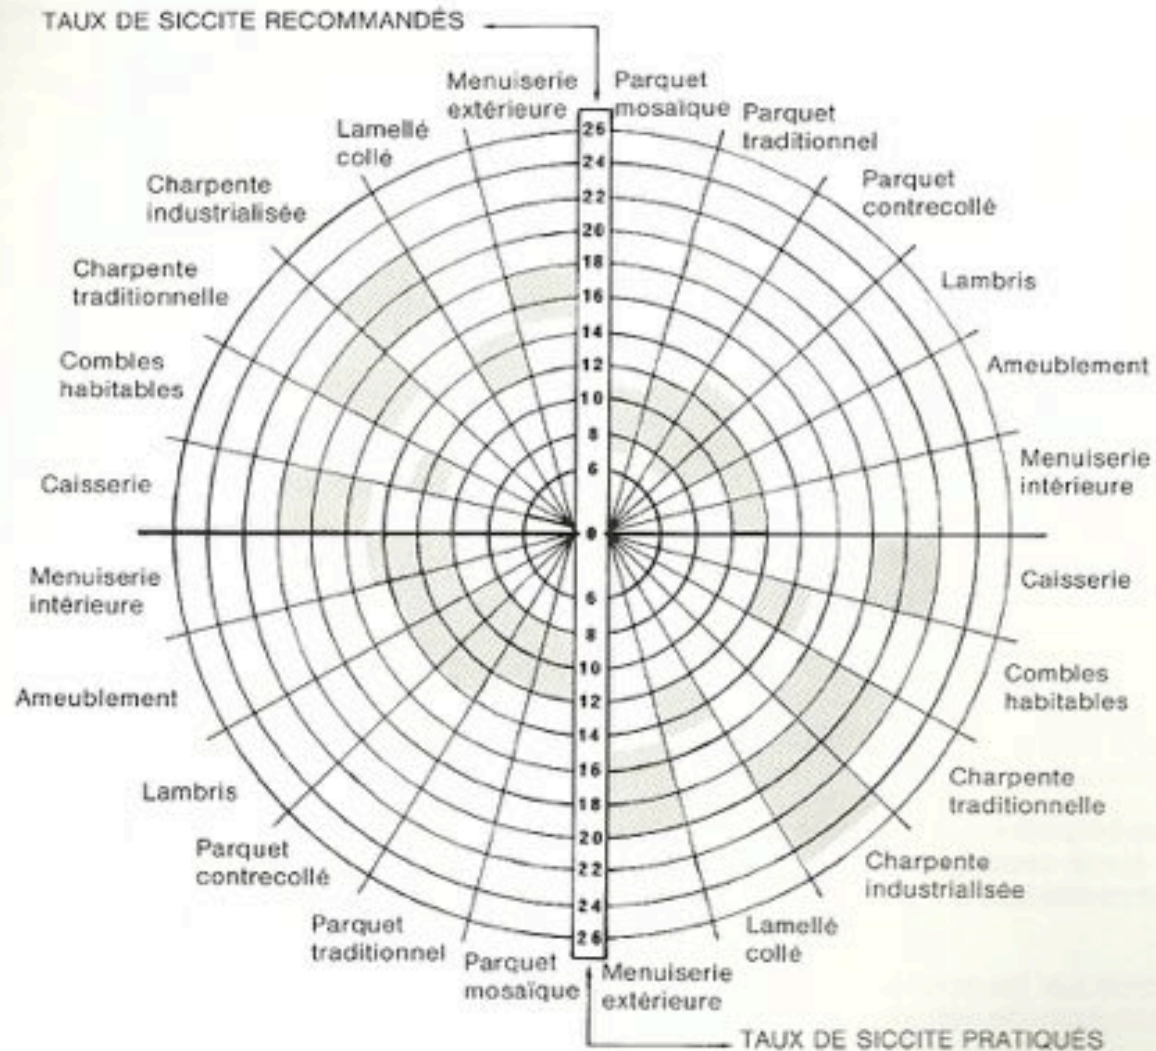 TAUX DE SICCITE RECOMMANDÉS
Menuiserie
extérieure
Parquet
mosaïque
Lamellé
collé
Parquet
traditionnel
Charpente
industrialisée
Parquet
contrecollé
Charpente
traditionnelle
Lambris
Combles
habitables
Ameublement
Caisserie
Menuiserie
intérieure
26
24
22
20
18
16
14
12
10
8
6
0
6
8
10
12
14
16
18
20
22
24
26
Menuiserie
intérieure
Caisserie
Ameublement
Combles
habitables
Lambris
Charpente
traditionnelle
Parquet
contrecollé
Charpente
industrialisée
Parquet
traditionnel
Lamellé
collé
Parquet
mosaïque
Menuiserie
extérieure
TAUX DE SICCITE PRATIQUÉS